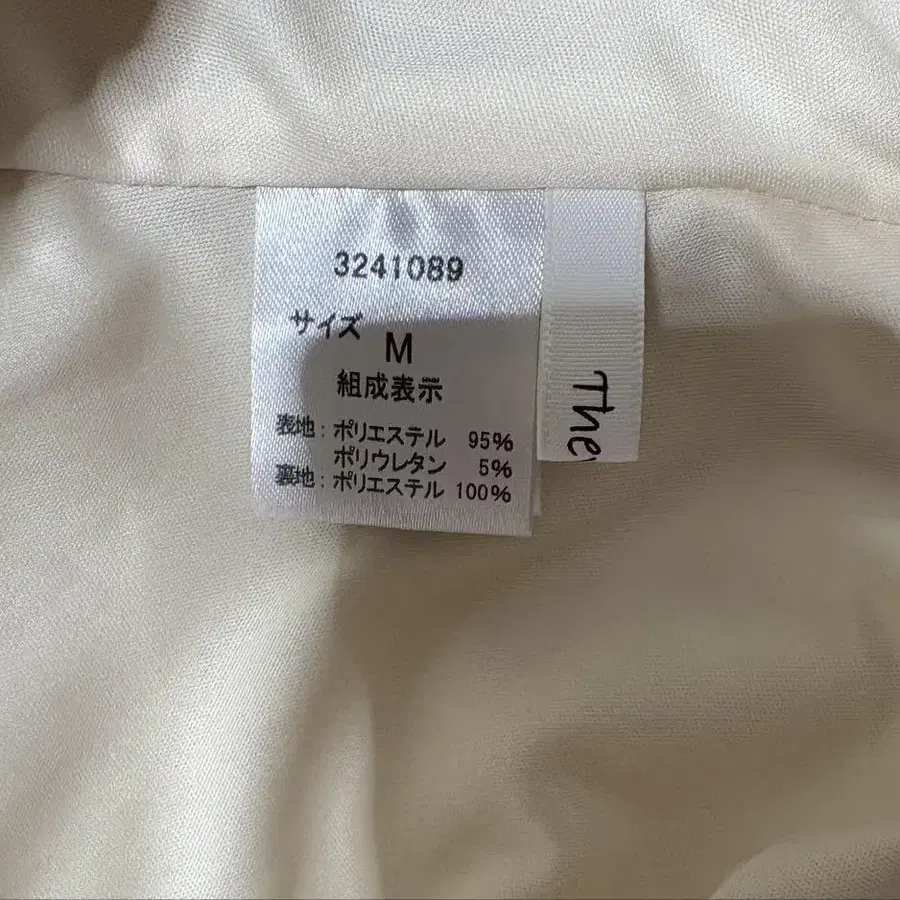 3241089
サイズ
M
組成表示
表地：ポリエステル 95%
ポリウレタン 5%
裏地：ポリエステル 100%
The